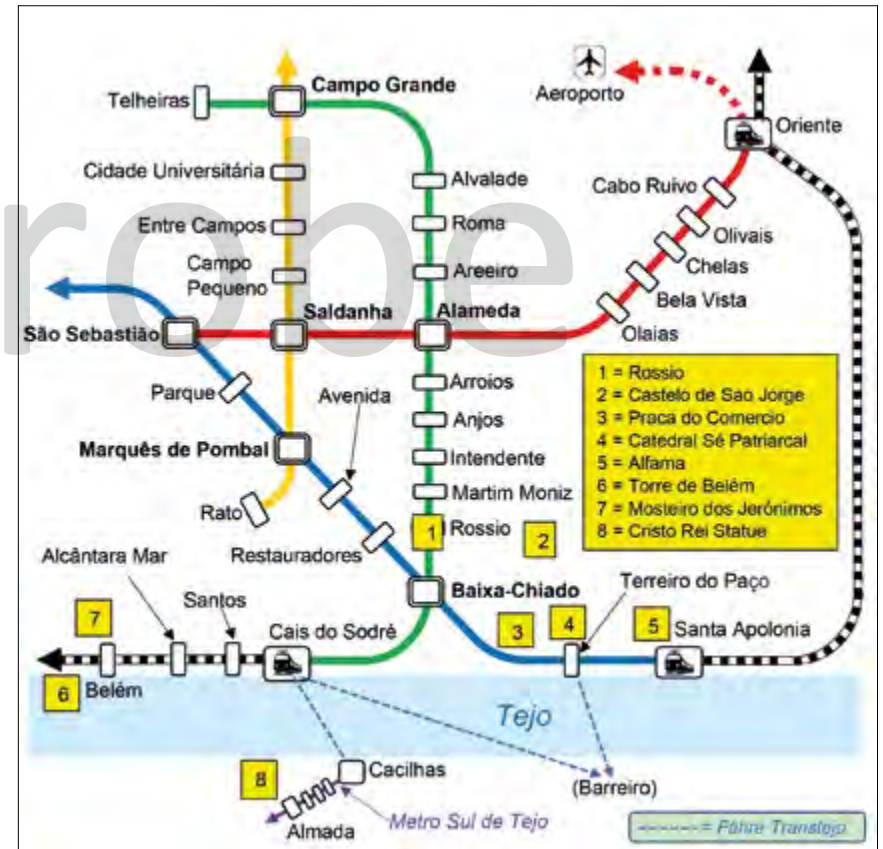 robe
Campo Grande
Telheiras
Aeroporto
Oriente
Cidade Universitária
Alvalade
Cabo Ruivo
Entre Campos
Roma
Olivais
Campo
Pequeno
Areeiro
Chelas
Bela Vista
São Sebastião
Saldanha
Alameda
Olaias
Parque
Avenida
Arroios
Anjos
Marquês de Pombal
Intendente
Martim Moniz
Rato
1
Rossio
2
Restauradores
1 = Rossio
2 = Castelo de Sao Jorge
3 = Praca do Comercio
4 = Catedral Sé Patriarcal
5 = Alfama
6 = Torre de Belém
7 = Mosteiro dos Jerónimos
8 = Cristo Rei Statue
Alcântara Mar
Baixa-Chiado
Terreiro do Paço
7
Santos
Cais do Sodré
3
4
5
Santa Apolonia
6
Belém
Tejo
8
Cacilhas
(Barreiro)
Almada
Metro Sul de Tejo
= Fähre Transtejo